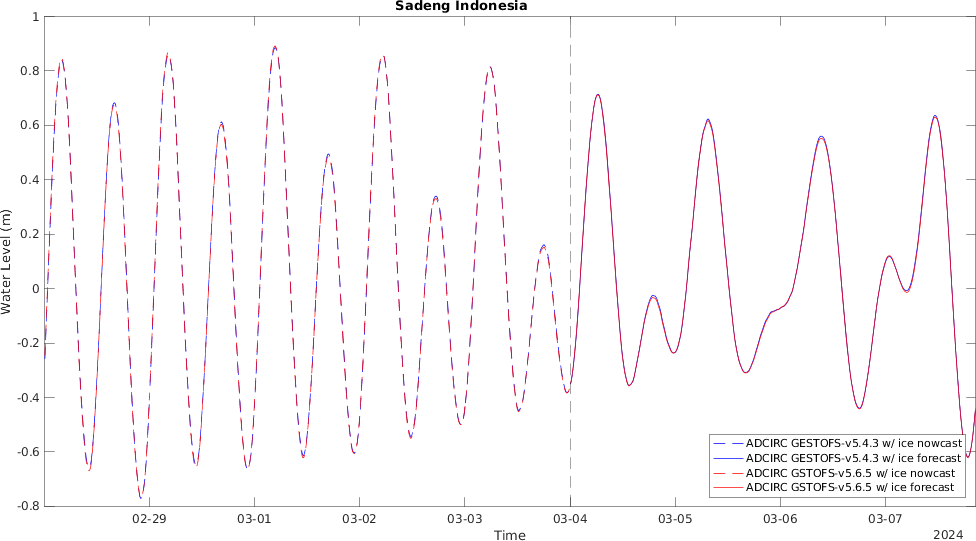 Sadeng Indonesia
1
0.8
0.6
0.4
0.2
0
-0.2
-0.4
-0.6
-0.8
Water Level (m)
ADCIRC GESTOFS-v5.4.3 w/ ice nowcast
ADCIRC GESTOFS-v5.4.3 w/ ice forecast
ADCIRC GSTOFS-v5.6.5 w/ ice nowcast
ADCIRC GSTOFS-v5.6.5 w/ ice forecast
02-29 03-01 03-02 03-03 03-04 03-05 03-06 03-07
Time
2024